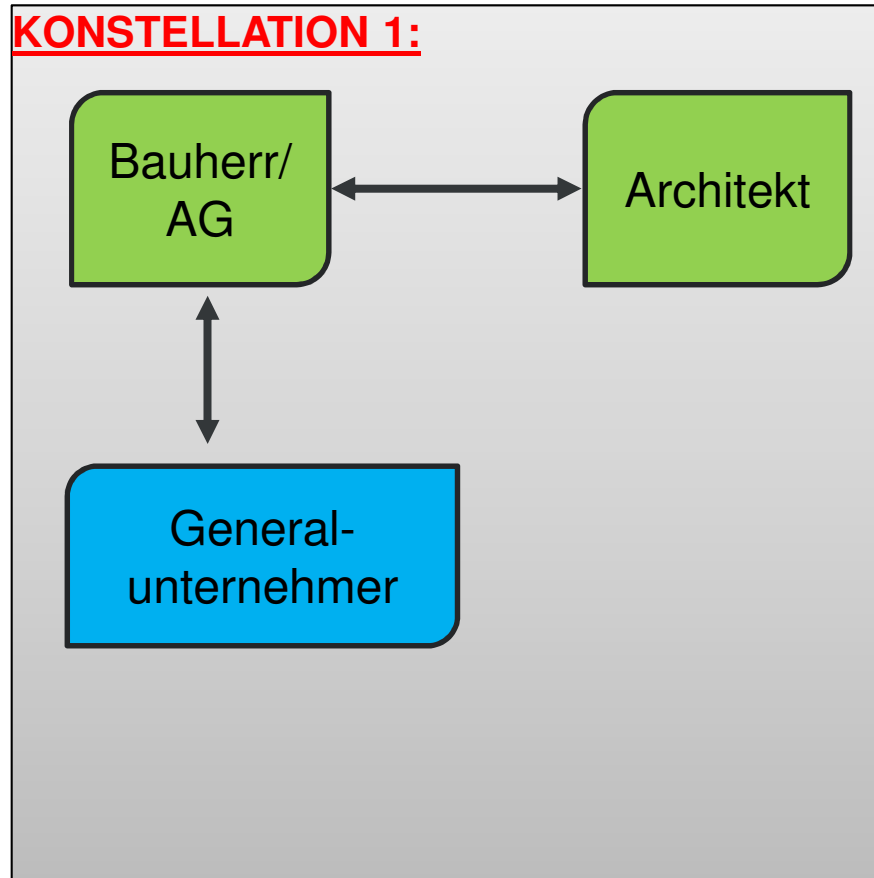 KONSTELLATION 1:
Bauherr/
AG
Architekt
General-
unternehmer